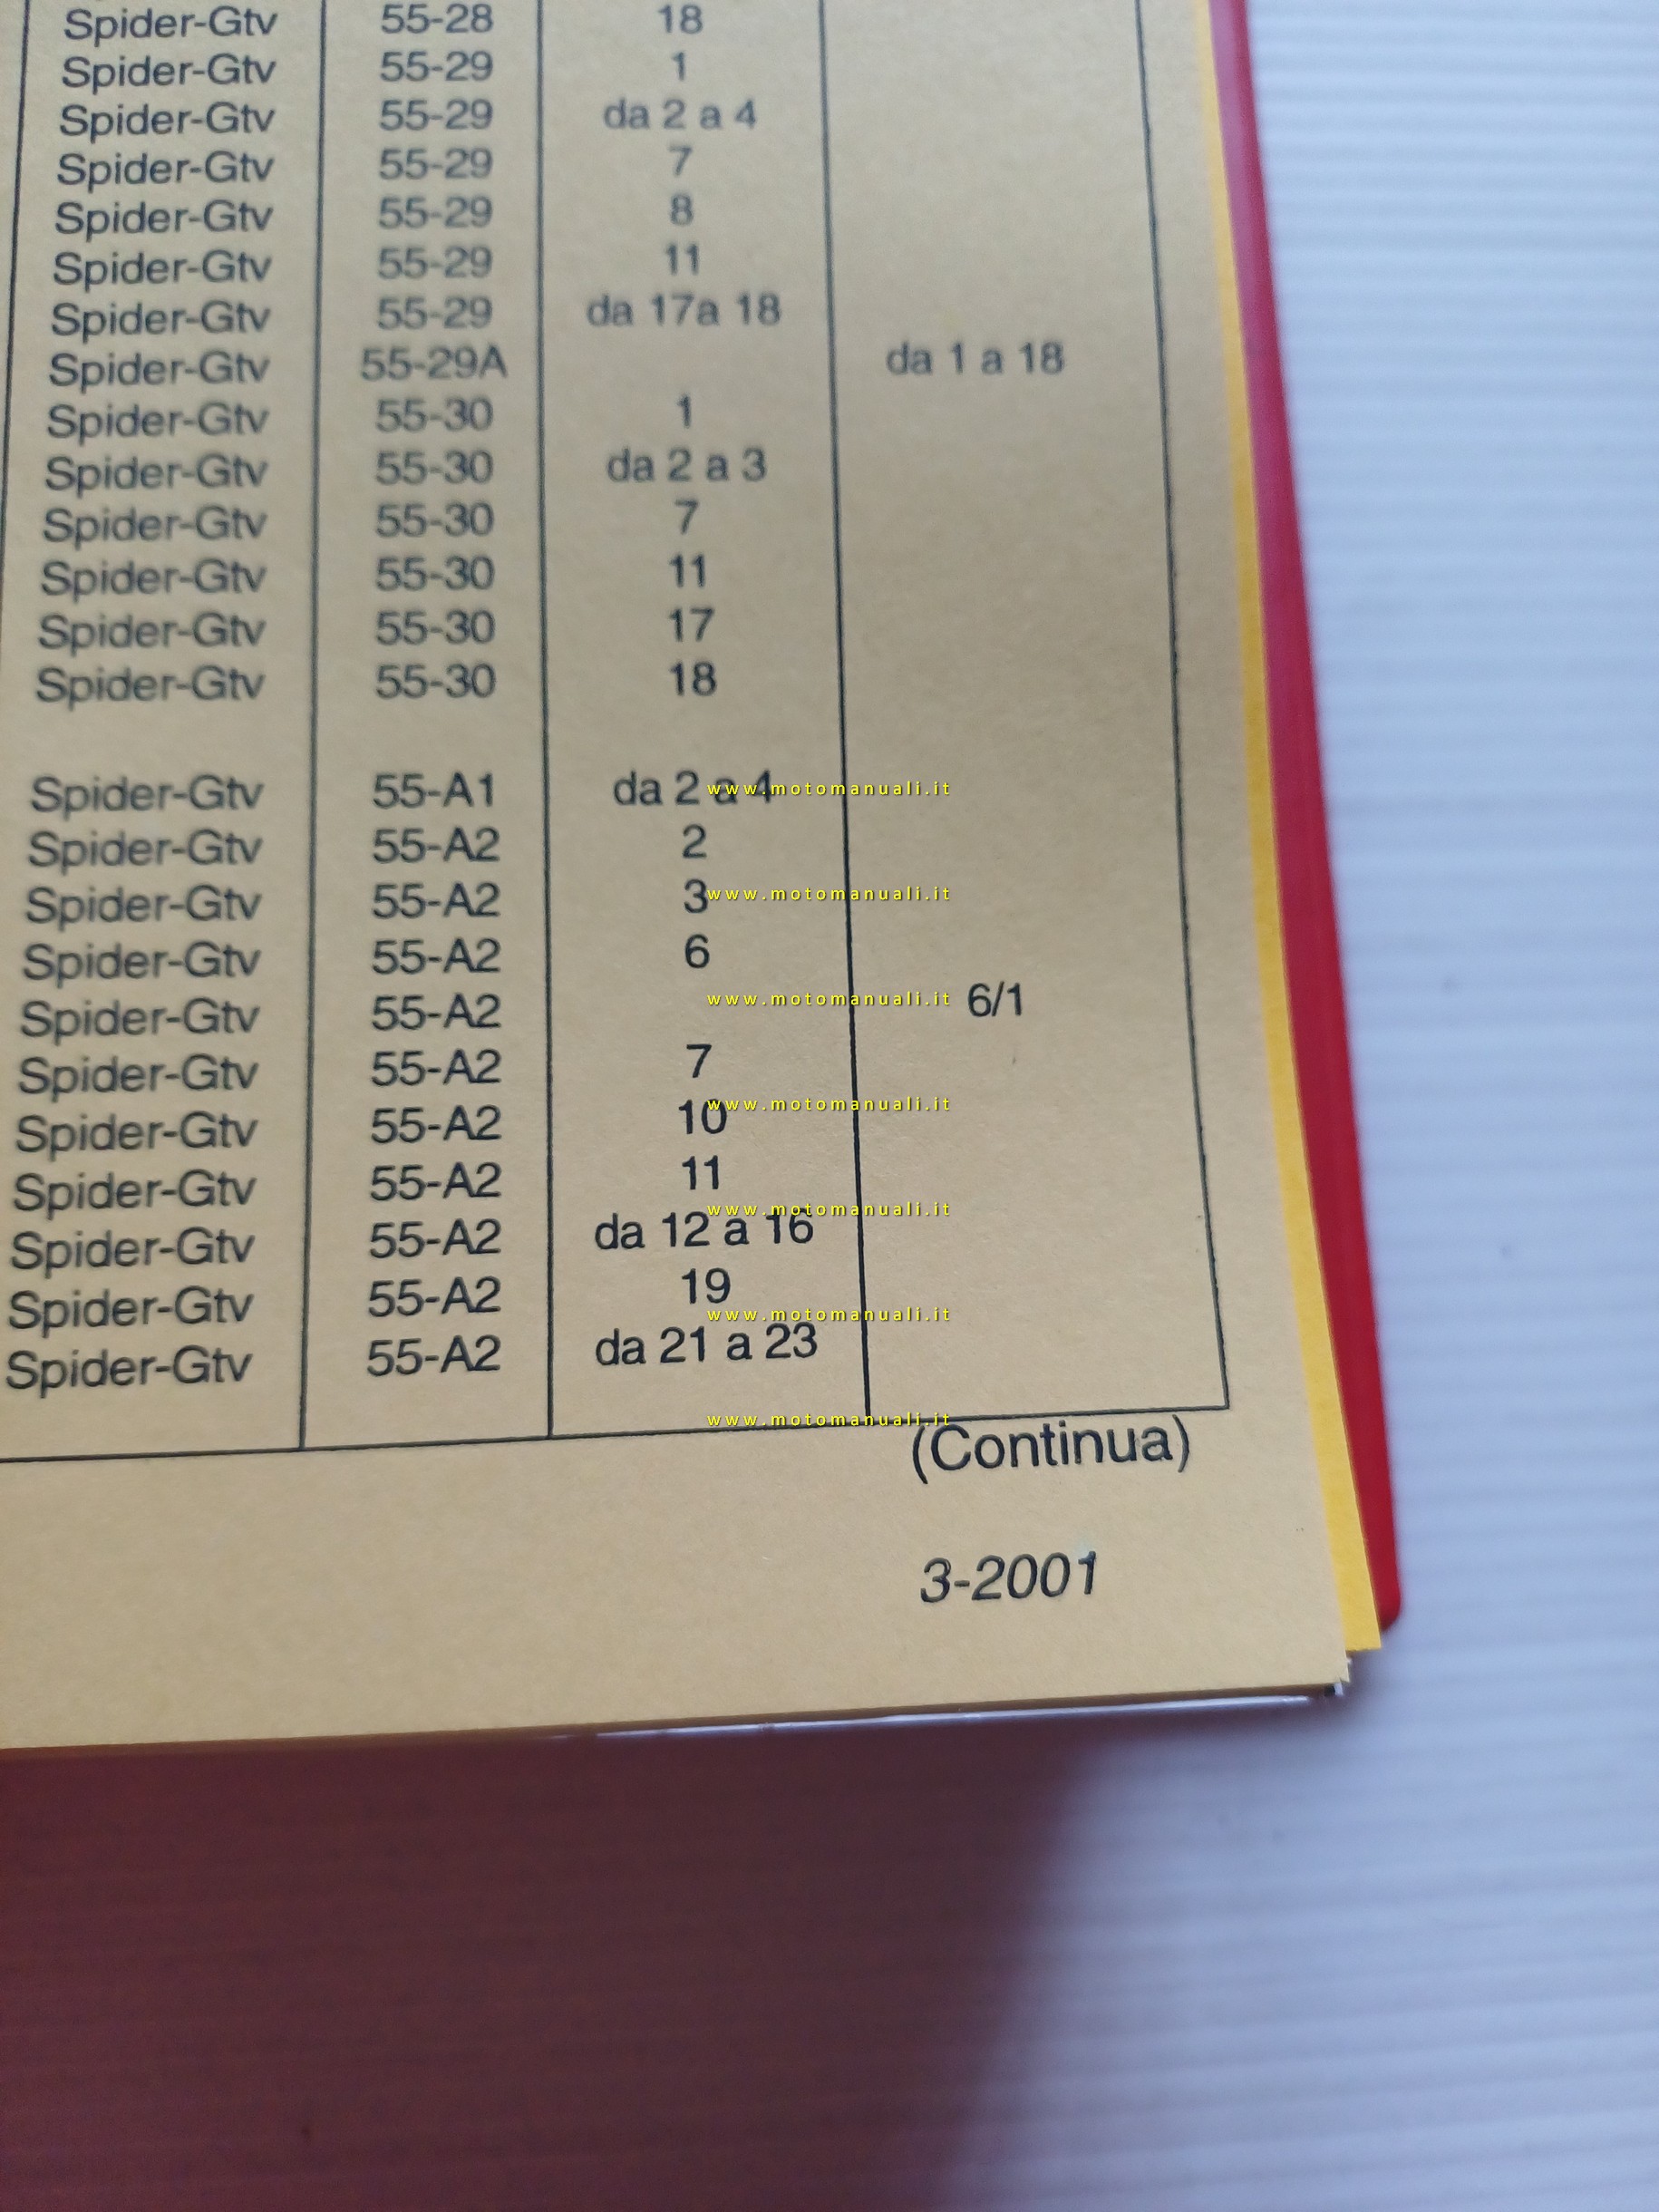 Spider-Gtv 55-28 18
Spider-Gtv 55-29 1
Spider-Gtv 55-29 da 2 a 4
Spider-Gtv 55-29 7
Spider-Gtv 55-29 8
Spider-Gtv 55-29 11
Spider-Gtv 55-29 da 17a 18
Spider-Gtv 55-29A da 1 a 18
Spider-Gtv 55-30 1
Spider-Gtv 55-30 da 2 a 3
Spider-Gtv 55-30 7
Spider-Gtv 55-30 11
Spider-Gtv 55-30 17
Spider-Gtv 55-30 18
Spider-Gtv 55-A1 da 2 a 4
www.motomanuali.it
Spider-Gtv 55-A2 2
Spider-Gtv 55-A2 3
www.motomanuali.it
Spider-Gtv 55-A2 6
Spider-Gtv 55-A2 6/1
www.motomanuali.it
Spider-Gtv 55-A2 7
Spider-Gtv 55-A2 10
www.motomanuali.it
Spider-Gtv 55-A2 11
www.motomanuali.it
Spider-Gtv 55-A2 da 12 a 16
Spider-Gtv 55-A2 19
www.motomanuali.it
Spider-Gtv 55-A2 da 21 a 23
www.motomanuali.it
(Continua)
3-2001